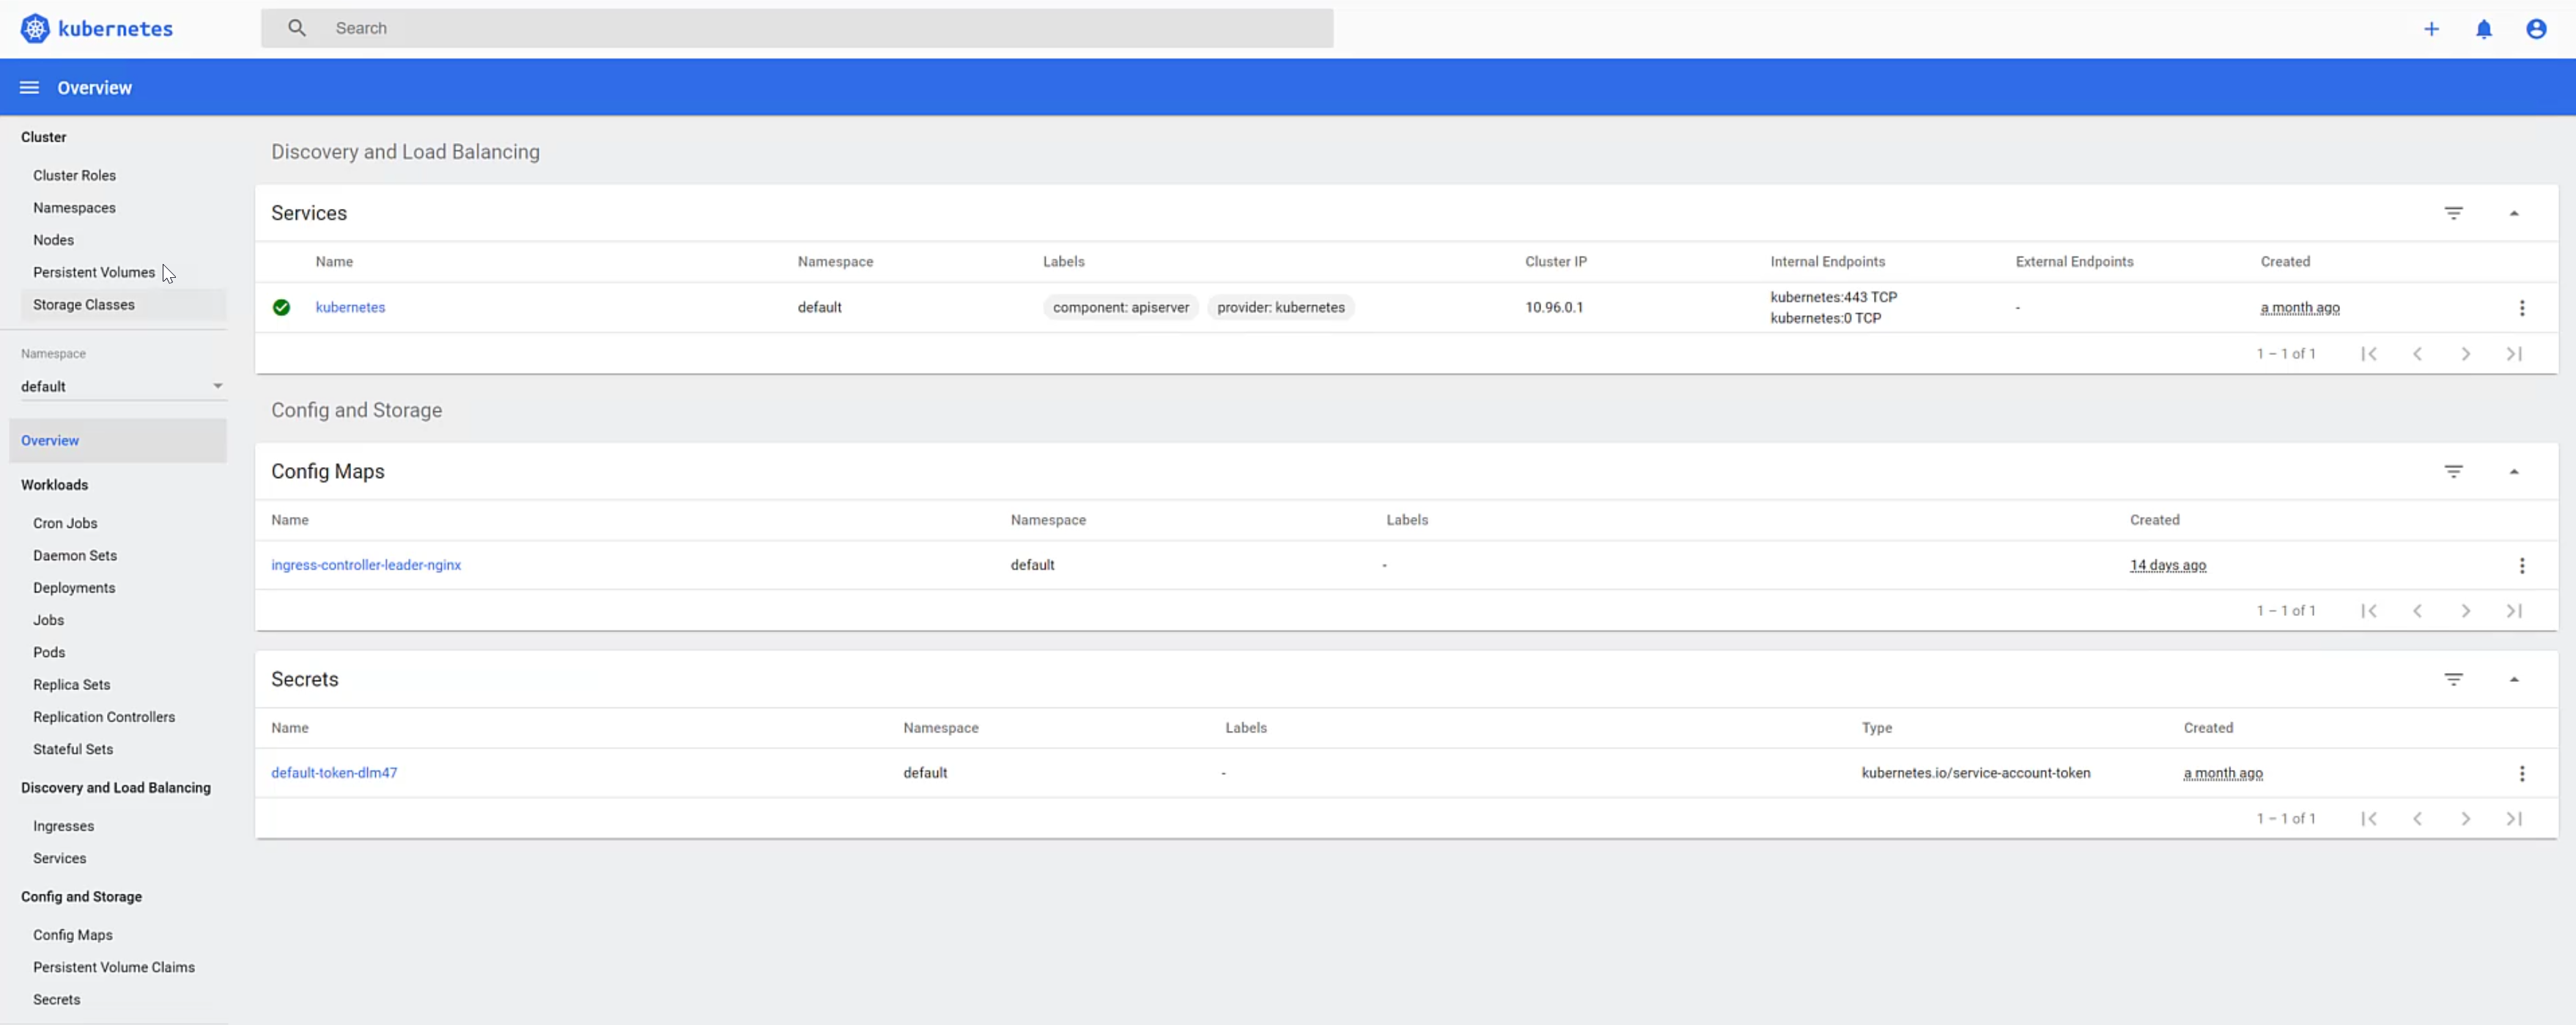 kubernetes
Search
Overview
Cluster
Cluster Roles
Namespaces
Nodes
Persistent Volumes
Storage Classes
Namespace
default
Overview
Workloads
Cron Jobs
Daemon Sets
Deployments
Jobs
Pods
Replica Sets
Replication Controllers
Stateful Sets
Discovery and Load Balancing
Ingresses
Services
Config and Storage
Config Maps
Persistent Volume Claims
Secrets
Discovery and Load Balancing
Services
Name Namespace Labels Cluster IP Internal Endpoints External Endpoints Created
kubernetes default component: apiserver provider: kubernetes 10.96.0.1 kubernetes:443 TCP - a month ago
kubernetes:0 TCP
1 – 1 of 1
Config and Storage
Config Maps
Name Namespace Labels Created
ingress-controller-leader-nginx default - 14 days ago
1 – 1 of 1
Secrets
Name Namespace Labels Type Created
default-token-dlm47 default - kubernetes.io/service-account-token a month ago
1 – 1 of 1